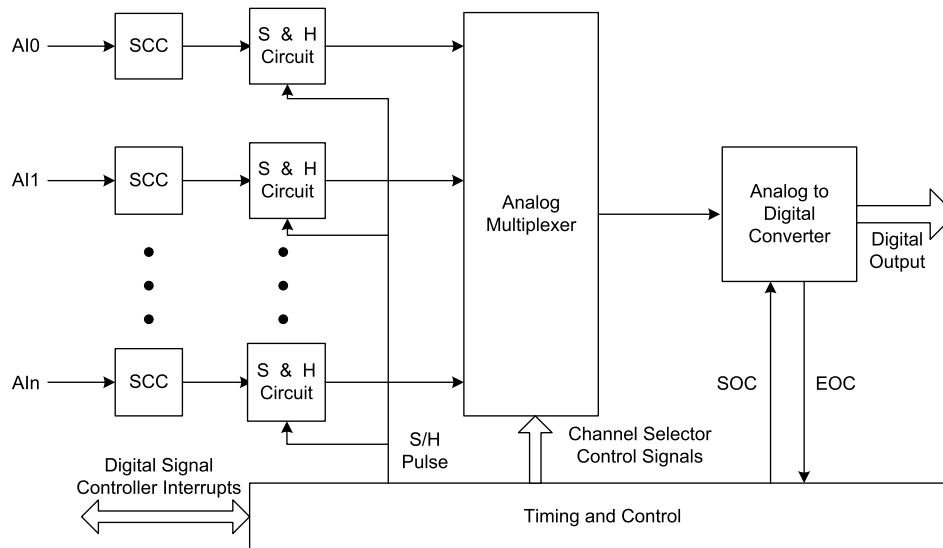 AI0
SCC
S & H
Circuit
AI1
SCC
S & H
Circuit
Analog
Multiplexer
Analog to
Digital
Converter
Digital
Output
AIn
SCC
S & H
Circuit
SOC
EOC
S/H
Pulse
Channel Selector
Control Signals
Digital Signal
Controller Interrupts
Timing and Control